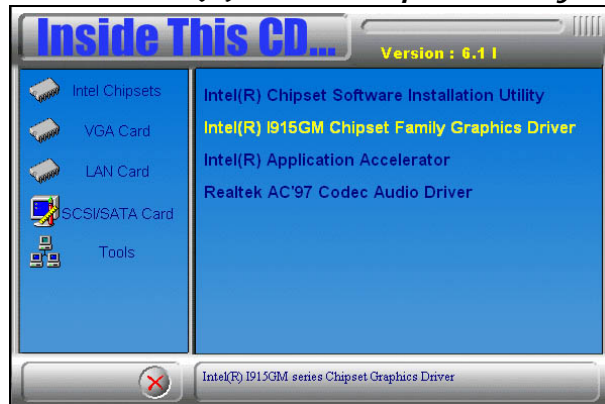 Inside This CD...
Version : 6.1 I
Intel Chipsets
VGA Card
LAN Card
SCSI/SATA Card
Tools
Intel(R) Chipset Software Installation Utility
Intel(R) I915GM Chipset Family Graphics Driver
Intel(R) Application Accelerator
Realtek AC'97 Codec Audio Driver
Intel(R) I915GM series Chipset Graphics Driver